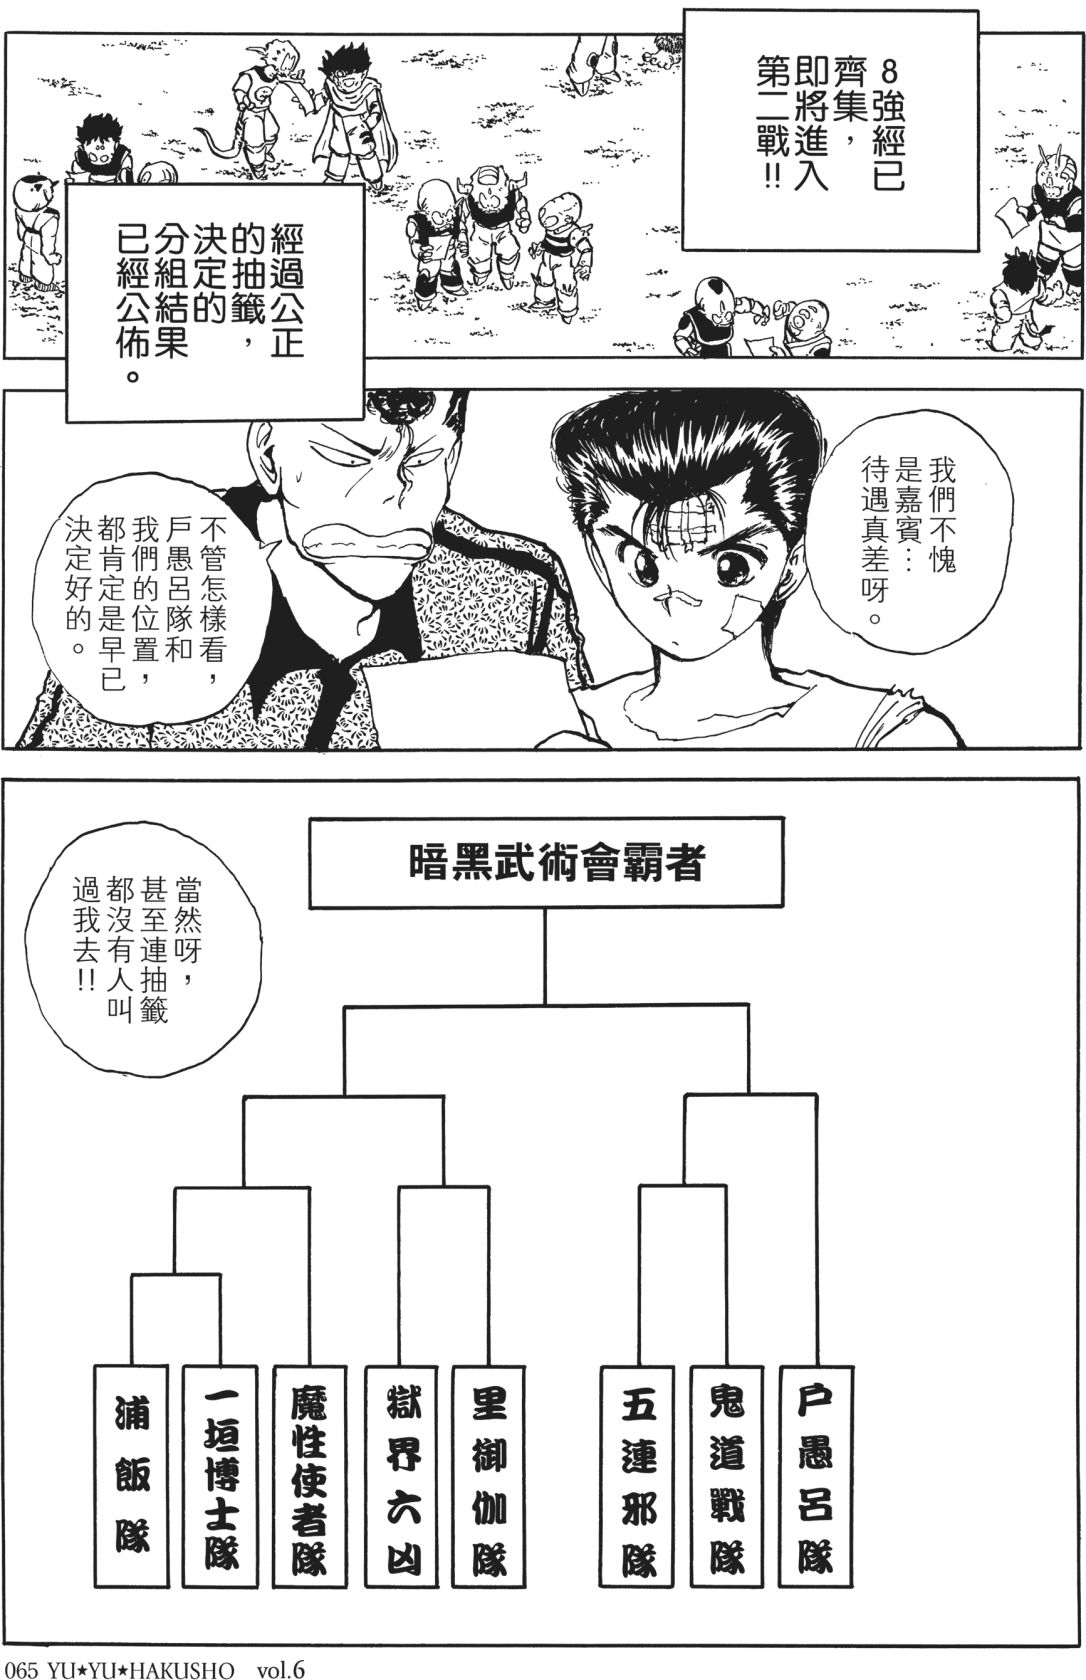 8強經已
齊集，
即將進入
第二戰!!
經過公正
的抽籤，
決定的
分組結果
已經公佈。
我們不愧
是嘉賓…
待遇真差呀。
不管怎樣看，
戶愚呂隊和
我們的位置，
都肯定是早已
決定好的。
暗黑武術會霸者
當然呀，
甚至連抽籤
都沒有人叫
過我去!!
浦飯隊
一垣博士隊
魔性使者隊
獄界六凶
里御伽隊
五連邪隊
鬼道戰隊
戶愚呂隊
065 YU★YU★HAKUSHO vol.6